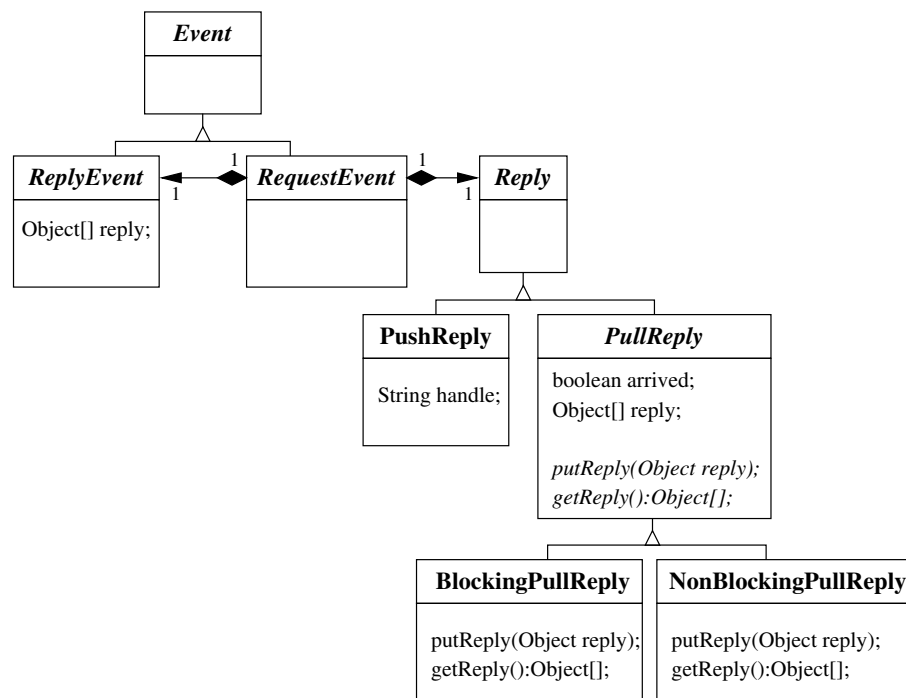 Event
1
1
ReplyEvent
RequestEvent
Reply
1
1
Object[] reply;
PushReply
PullReply
String handle;
boolean arrived;
Object[] reply;
putReply(Object reply);
getReply():Object[];
BlockingPullReply
NonBlockingPullReply
putReply(Object reply);
getReply():Object[];
putReply(Object reply);
getReply():Object[];